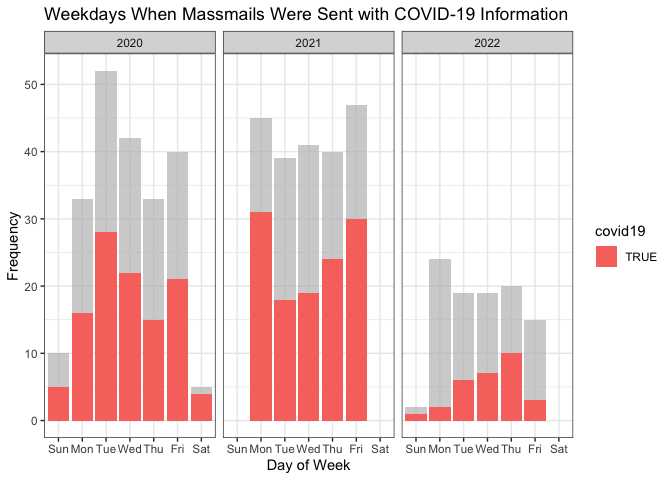 Weekdays When Massmails Were Sent with COVID-19 Information
2020 2021 2022
50
40
30
20
10
0
Frequency
Sun Mon Tue Wed Thu Fri Sat Sun Mon Tue Wed Thu Fri Sat Sun Mon Tue Wed Thu Fri Sat
Day of Week
covid19
TRUE